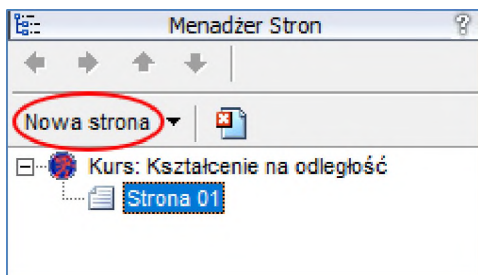 Menadżer Stron
Nowa strona
Kurs: Kształcenie na odległość
Strona 01